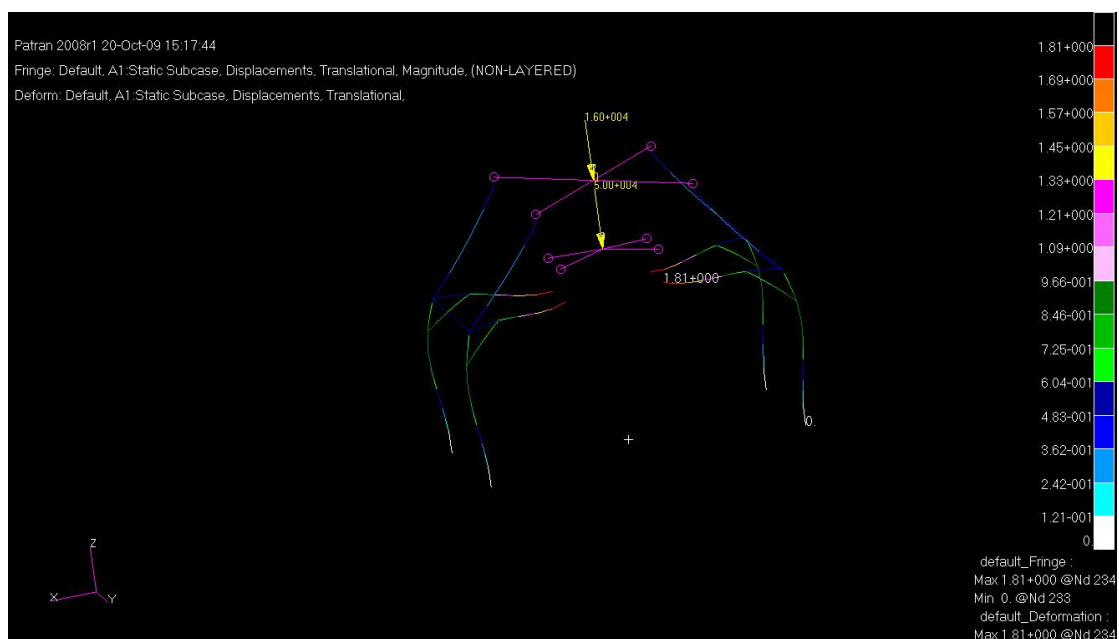 Patran 2008r1 20-Oct-09 15:17:44
Fringe: Default, A1:Static Subcase, Displacements, Translational, Magnitude, (NON-LAYERED)
Deform: Default, A1:Static Subcase, Displacements, Translational,
1.81+000
1.69+000
1.57+000
1.45+000
1.33+000
1.21+000
1.09+000
9.66-001
8.46-001
7.25-001
6.04-001
4.83-001
3.62-001
2.42-001
1.21-001
0.
1.60+004
5.00+004
1.81+000
0.
Z
X
Y
default_Fringe :
Max 1.81+000 @Nd 234
Min 0. @Nd 233
default_Deformation :
Max 1.81+000 @Nd 234